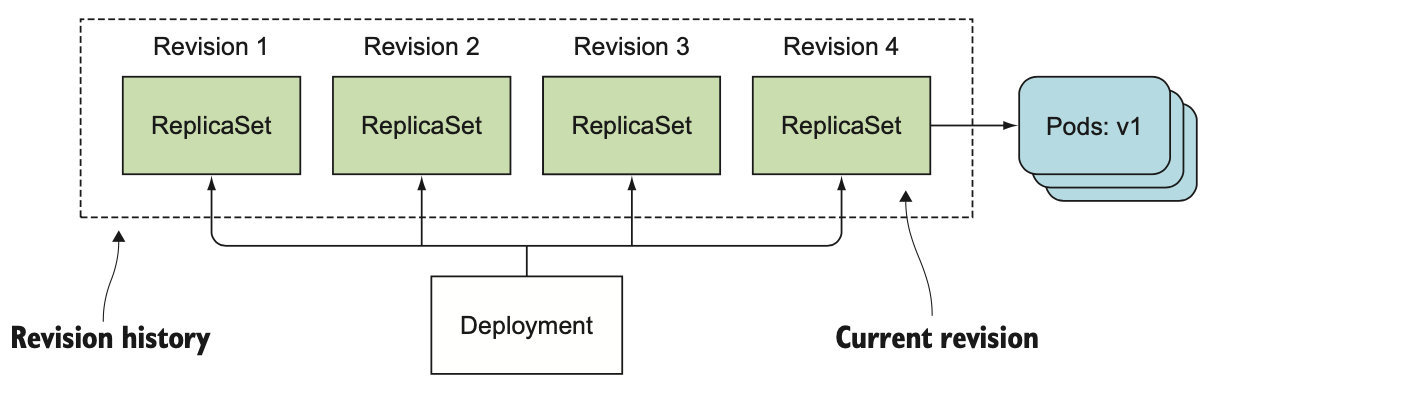 Revision 1
Revision 2
Revision 3
Revision 4
ReplicaSet
ReplicaSet
ReplicaSet
ReplicaSet
Pods: v1
Deployment
Revision history
Current revision